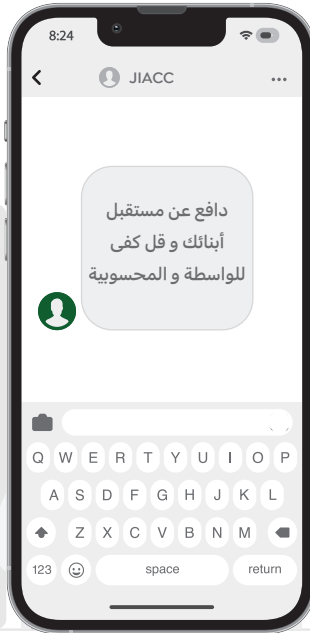 8:24
JIACC
دافع عن مستقبل
أبنائك و قل كفى
للواسطة و المحسوبية
Q W E R T Y U I O P
A S D F G H J K L
Z X C V B N M
123 space return